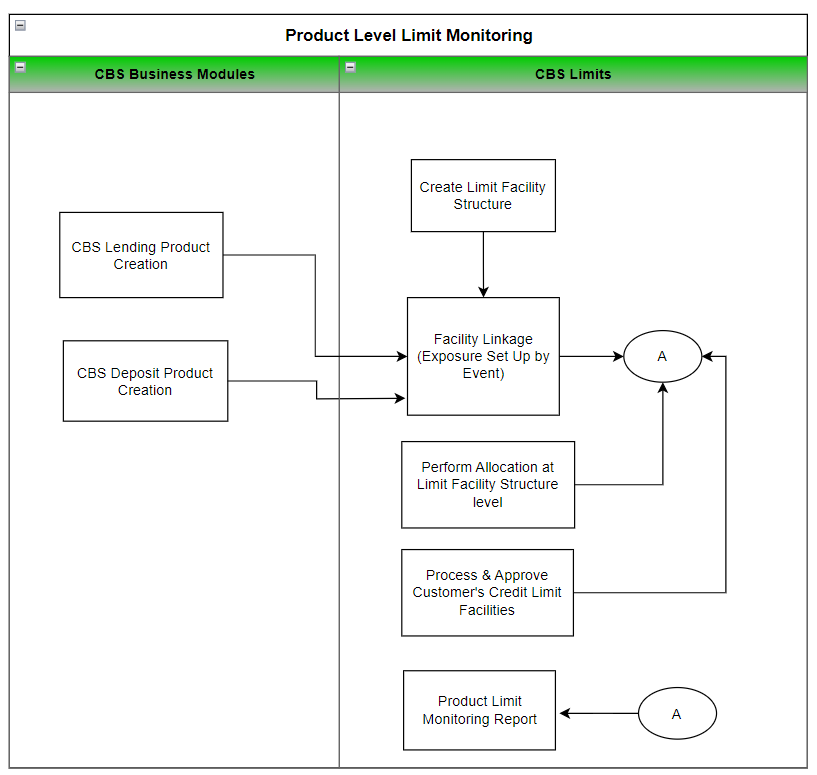 Product Level Limit Monitoring
CBS Business Modules
CBS Limits
Create Limit Facility
Structure
CBS Lending Product
Creation
Facility Linkage
(Exposure Set Up by
Event)
A
CBS Deposit Product
Creation
Perform Allocation at
Limit Facility Structure
level
Process & Approve
Customer's Credit Limit
Facilities
Product Limit
Monitoring Report
A